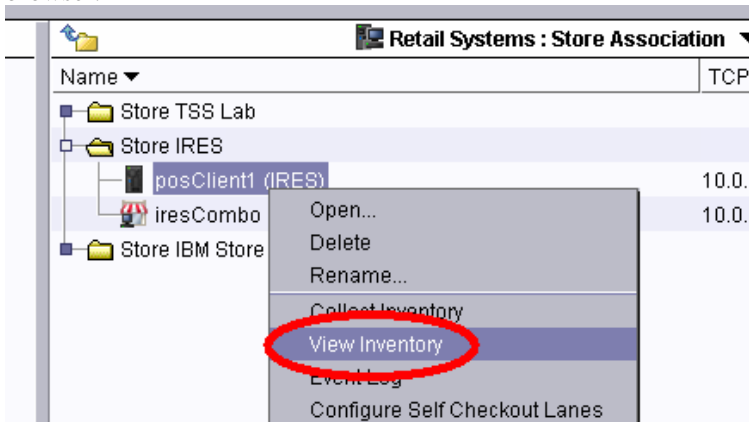 Retail Systems : Store Association
Name
TCP
Store TSS Lab
Store IRES
posClient1 (IRES)
10.0.
iresCombo
10.0.
Store IBM Store
Open...
Delete
Rename...
Collect Inventory
View Inventory
Event Log
Configure Self Checkout Lanes